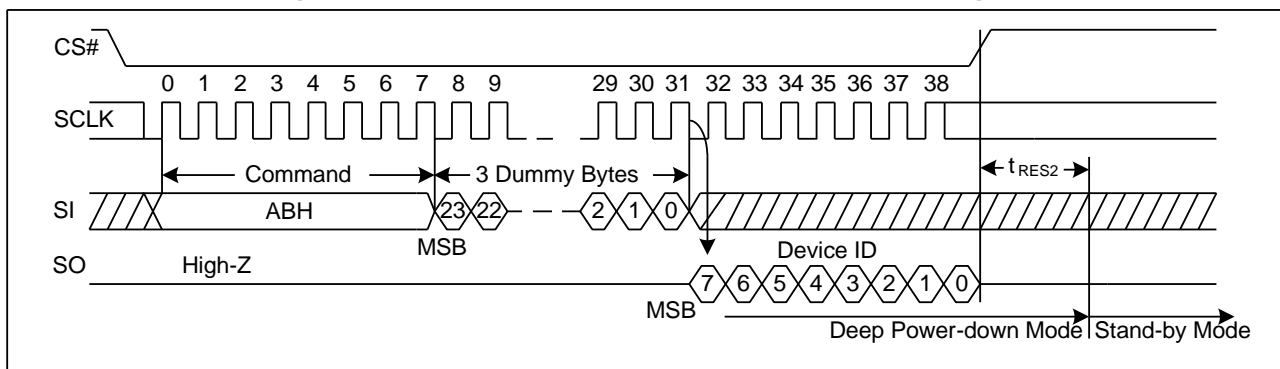 CS#
0 1 2 3 4 5 6 7 8 9 29 30 31 32 33 34 35 36 37 38
SCLK
Command 3 Dummy Bytes tRES2
SI ABH 23 22 2 1 0
MSB Device ID
SO High-Z
7 6 5 4 3 2 1 0
MSB
Deep Power-down Mode Stand-by Mode